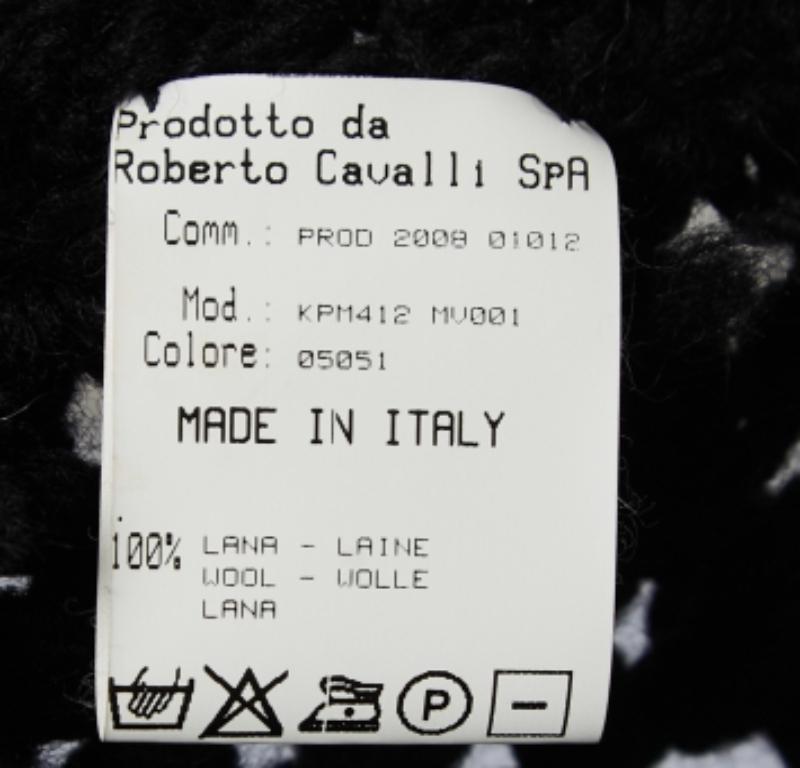 Prodotto da
Roberto Cavalli SpA
Comm.: PROD 2008 01012
Mod.: KPM412 MV001
Colore: 05051
MADE IN ITALY
100% LANA - LAINE
WOOL - WOLLE
LANA
P